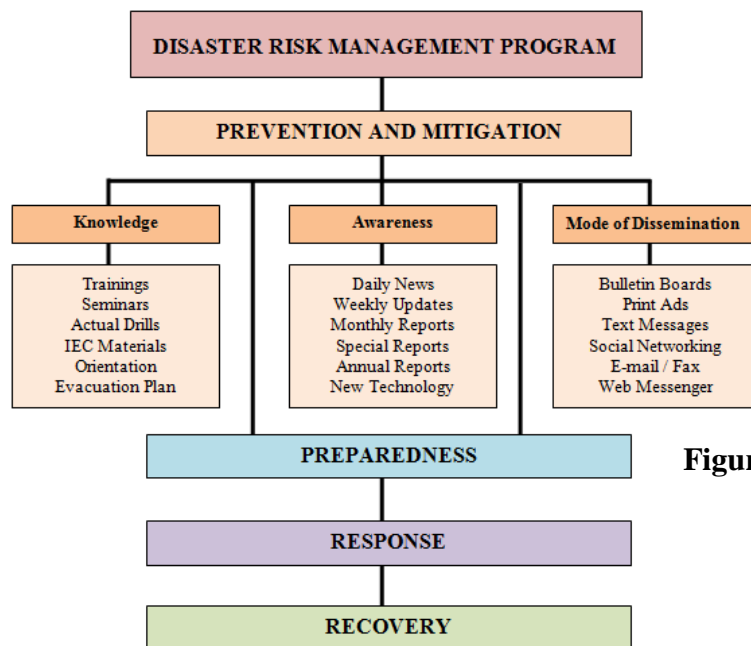 DISASTER RISK MANAGEMENT PROGRAM
PREVENTION AND MITIGATION
Knowledge
Trainings
Seminars
Actual Drills
IEC Materials
Orientation
Evacuation Plan
Awareness
Daily News
Weekly Updates
Monthly Reports
Special Reports
Annual Reports
New Technology
Mode of Dissemination
Bulletin Boards
Print Ads
Text Messages
Social Networking
E-mail / Fax
Web Messenger
PREPAREDNESS
RESPONSE
RECOVERY